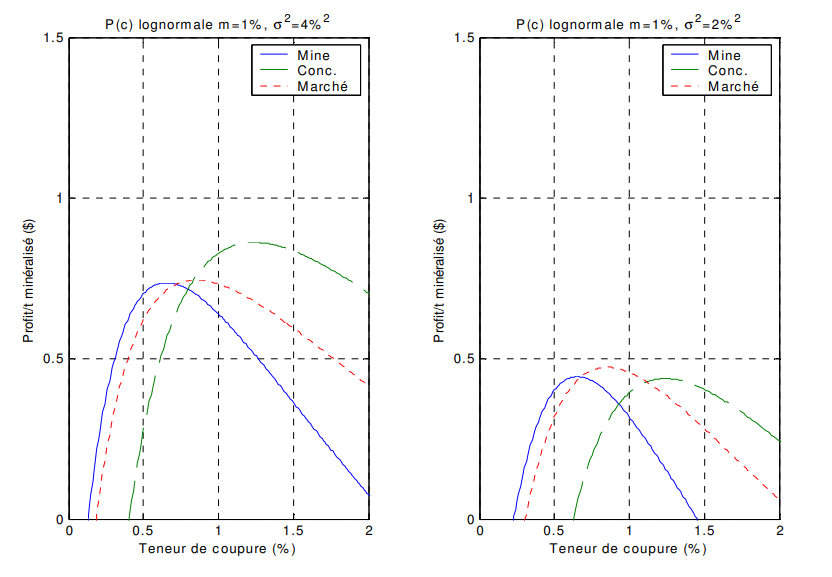 P(c) lognormale m=1%, σ²=4%²
1.5
1
0.5
0
Profit/t minéralisé ($)
Mine
Conc.
Marché
0
0.5
1
1.5
2
Teneur de coupure (%)
P(c) lognormale m=1%, σ²=2%²
1.5
1
0.5
0
Profit/t minéralisé ($)
Mine
Conc.
Marché
0
0.5
1
1.5
2
Teneur de coupure (%)